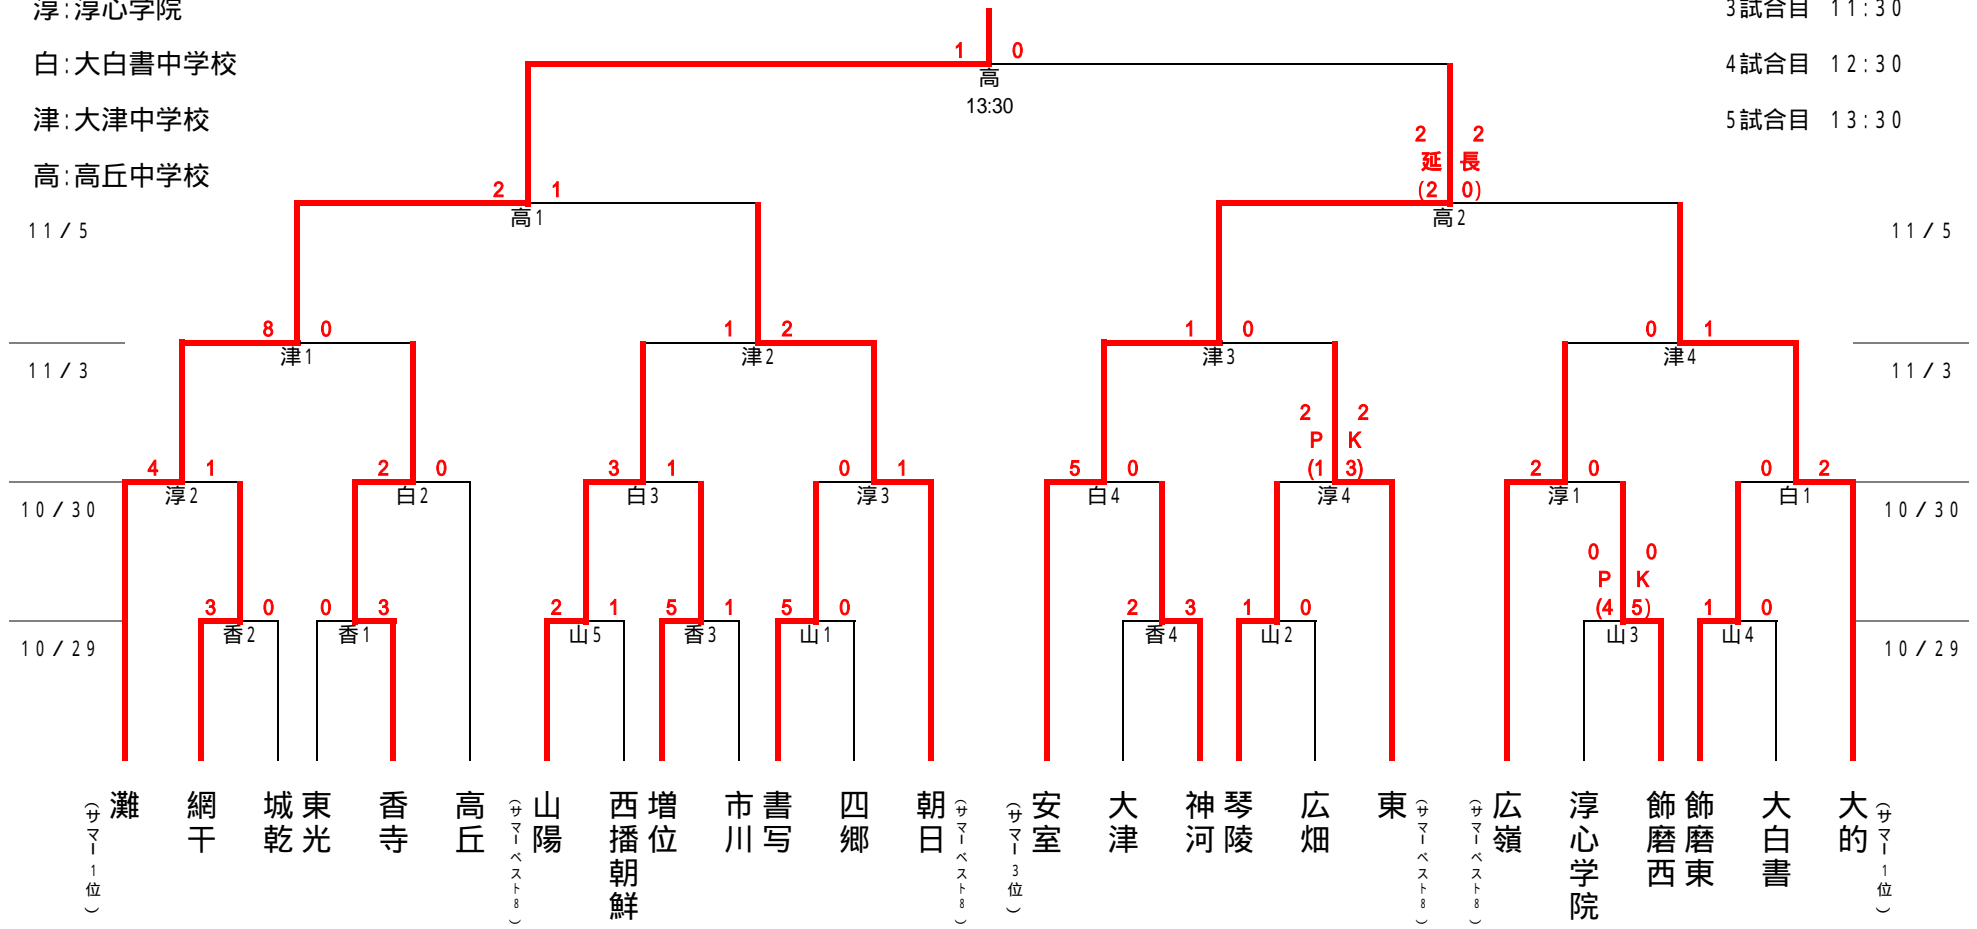 淳:淳心学院
3試合目 11:30
1 0
白:大白書中学校
高
4試合目 12:30
13:30
津:大津中学校
5試合目 13:30
2 2
延 長
高:高丘中学校
2 1
(2 0)
高1
高2
11/5
11/5
8 0
1 2
1 0
0 1
津1
津2
津3
津4
11/3
11/3
2 2
P K
4 1
2 0
3 1
0 1
5 0
(1 3)
2 0
0 2
淳2
白2
白3
淳3
白4
淳4
淳1
白1
10/30
10/30
0 0
P K
3 0
0 3
2 1
5 1
5 0
2 3
1 0
(4 5)
1 0
香2
香1
山5
香3
山1
香4
山2
山3
山4
10/29
10/29
灘
(サマー1位)
網干
城乾
東光
香寺
高丘
山陽
(サマーベスト8)
西播朝鮮
増位
市川
書写
四郷
朝日
(サマーベスト8)
安室
(サマー3位)
大津
神河
琴陵
広畑
東
(サマーベスト8)
広嶺
(サマーベスト8)
淳心学院
飾磨西
飾磨東
大白書
大的
(サマー1位)